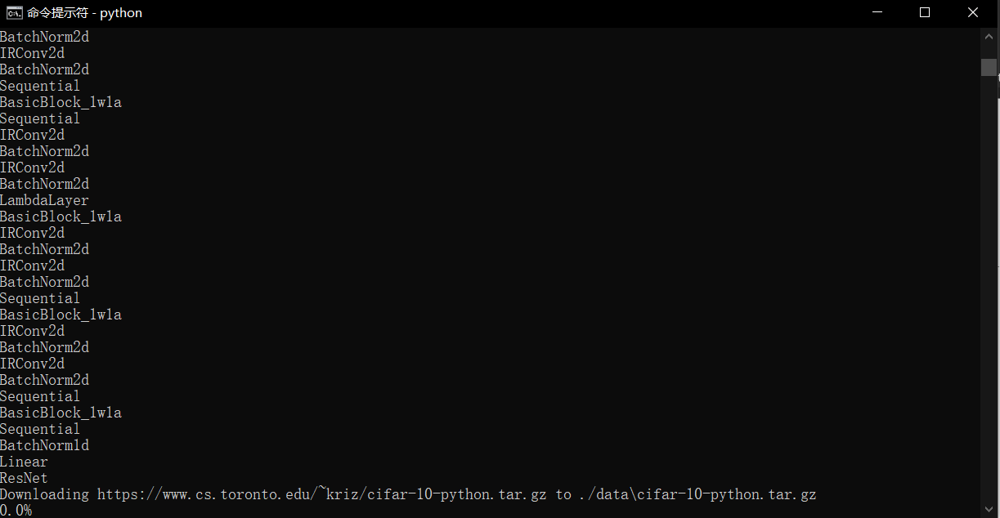 命令提示符 - python
BatchNorm2d
IRConv2d
BatchNorm2d
Sequential
BasicBlock_1w1a
Sequential
IRConv2d
BatchNorm2d
IRConv2d
BatchNorm2d
LambdaLayer
BasicBlock_1w1a
IRConv2d
BatchNorm2d
IRConv2d
BatchNorm2d
Sequential
BasicBlock_1w1a
IRConv2d
BatchNorm2d
IRConv2d
BatchNorm2d
Sequential
BasicBlock_1w1a
Sequential
BatchNorm1d
Linear
ResNet
Downloading https://www.cs.toronto.edu/~kriz/cifar-10-python.tar.gz to ./data\cifar-10-python.tar.gz
0.0%